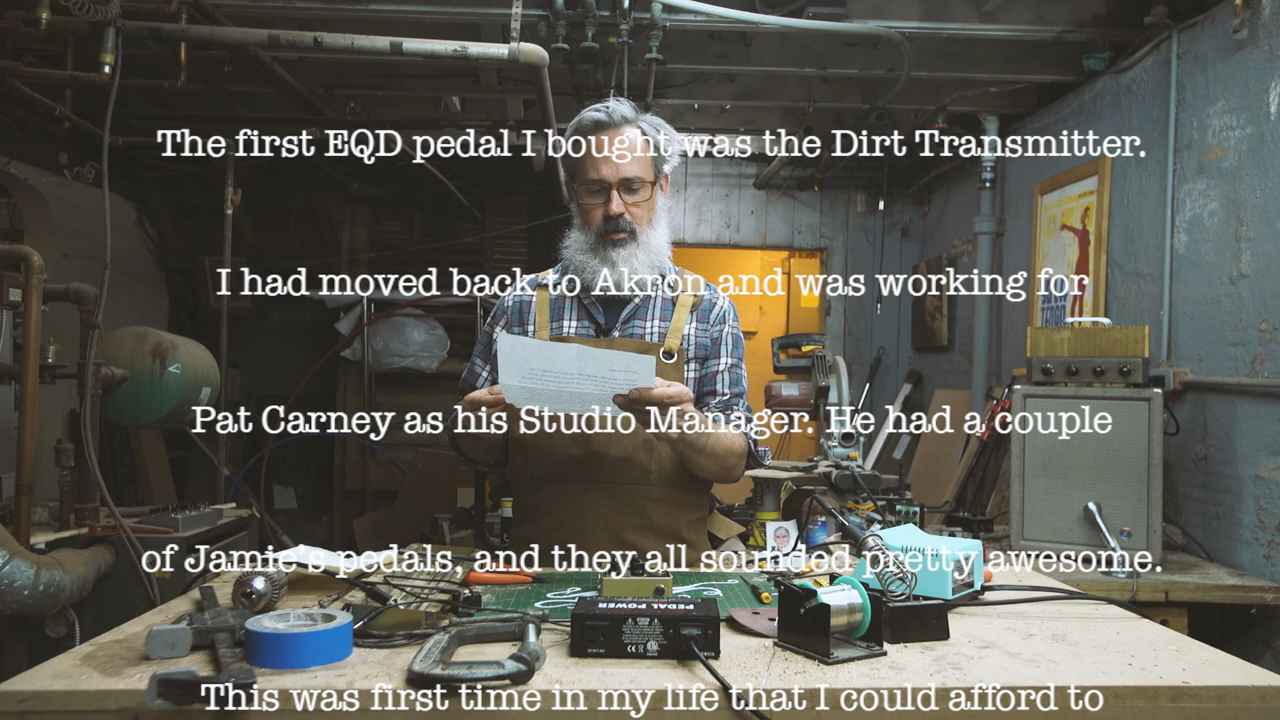 The first EQD pedal I bought was the Dirt Transmitter.
I had moved back to Akron and was working for
Pat Carney as his Studio Manager. He had a couple
of Jamie's pedals, and they all sounded pretty awesome.
PEDAL POWER
This was first time in my life that I could afford to